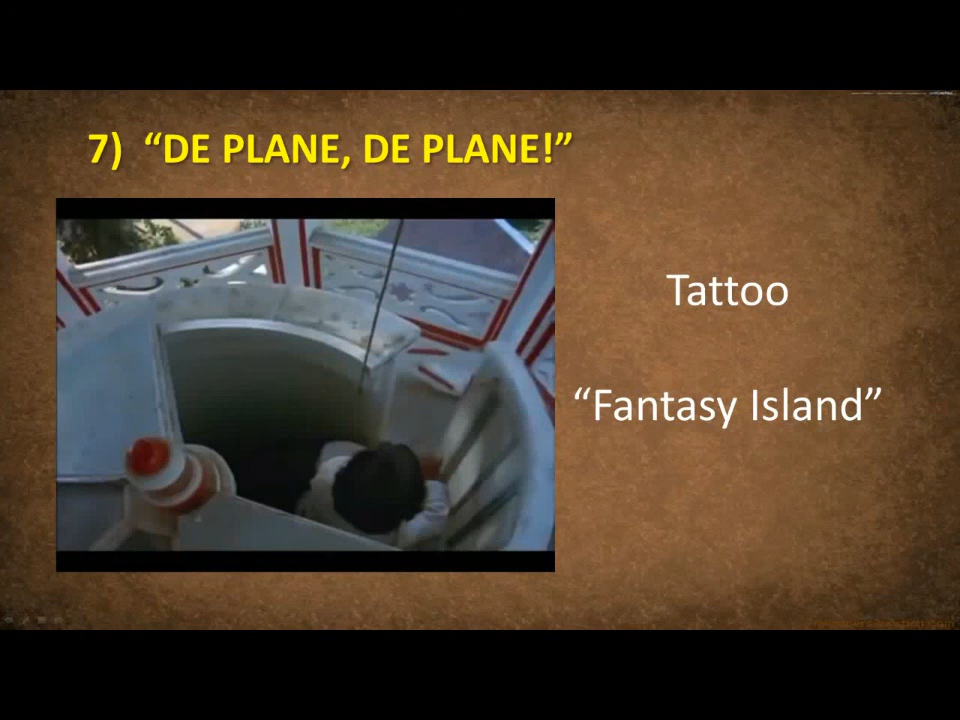 7) “DE PLANE, DE PLANE!”
Tattoo
“Fantasy Island”